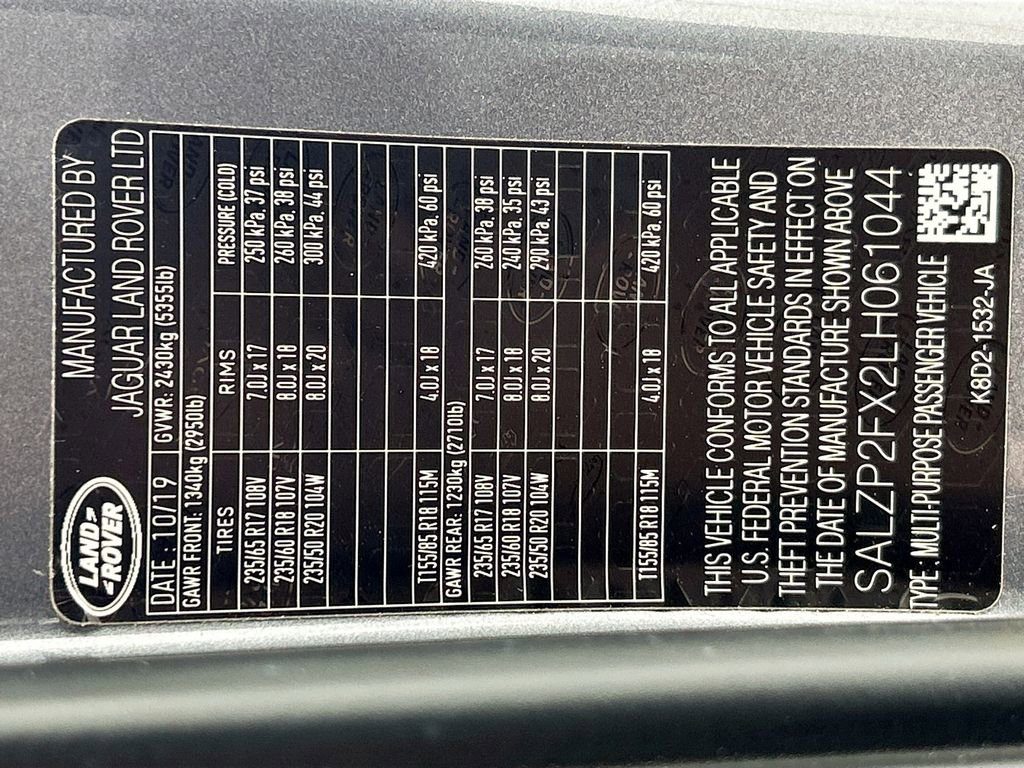 LAND
ROVER
MANUFACTURED BY
JAGUAR LAND ROVER LTD
DATE : 10/19 GVWR: 2430kg (5355lb)
GAWR FRONT: 1340kg (2950lb)
TIRES RIMS PRESSURE (COLD)
235/65 R17 108V 7.0J x 17 250 kPa, 37 psi
235/60 R18 107V 8.0J x 18 260 kPa, 38 psi
235/50 R20 104W 8.0J x 20 300 kPa, 44 psi
T155/85 R18 115M 4.0J x 18 420 kPa, 60 psi
GAWR REAR: 1230kg (2710lb)
235/65 R17 108V 7.0J x 17 260 kPa, 38 psi
235/60 R18 107V 8.0J x 18 240 kPa, 35 psi
235/50 R20 104W 8.0J x 20 290 kPa, 43 psi
T155/85 R18 115M 4.0J x 18 420 kPa, 60 psi
THIS VEHICLE CONFORMS TO ALL APPLICABLE
U.S. FEDERAL MOTOR VEHICLE SAFETY AND
THEFT PREVENTION STANDARDS IN EFFECT ON
THE DATE OF MANUFACTURE SHOWN ABOVE
SALZP2FX2LH061044
TYPE : MULTI-PURPOSE PASSENGER VEHICLE
K8D2-1532-JA